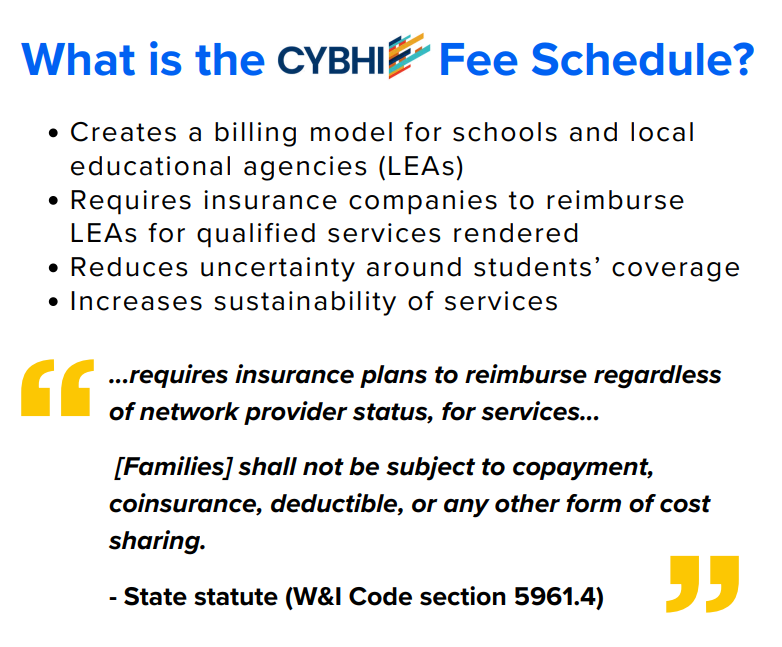 What is the CYBHI Fee Schedule?
• Creates a billing model for schools and local
educational agencies (LEAs)
• Requires insurance companies to reimburse
LEAs for qualified services rendered
• Reduces uncertainty around students’ coverage
• Increases sustainability of services
“
...requires insurance plans to reimburse regardless
of network provider status, for services...
[Families] shall not be subject to copayment,
coinsurance, deductible, or any other form of cost
sharing.
- State statute (W&I Code section 5961.4)
”